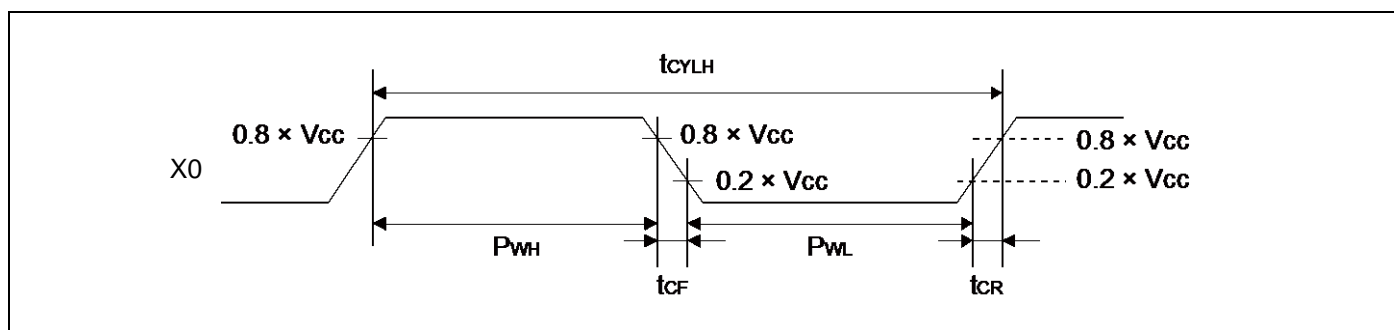 tCYLH
0.8 × Vcc
0.8 × Vcc
0.8 × Vcc
X0
0.2 × Vcc
0.2 × Vcc
PWH
PWL
tCF
tCR